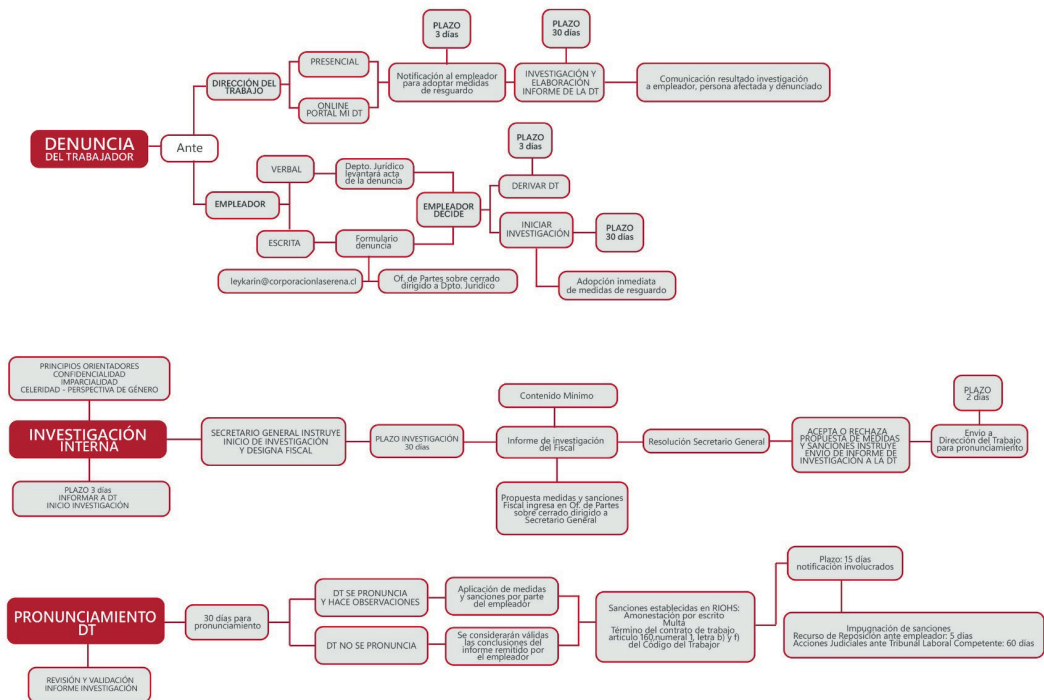 PLAZO
3 días
PLAZO
30 días
PRESENCIAL
DIRECCIÓN DEL
TRABAJO
Notificación al empleador
para adoptar medidas
de resguardo
INVESTIGACIÓN Y
ELABORACIÓN
INFORME DE LA DT
Comunicación resultado investigación
a empleador, persona afectada y denunciado
ONLINE
PORTAL MI DT
DENUNCIA
DEL TRABAJADOR
Ante
PLAZO
3 días
VERBAL
Depto. Jurídico
levantará acta
de la denuncia
DERIVAR DT
EMPLEADOR
EMPLEADOR
DECIDE
INICIAR
INVESTIGACIÓN
PLAZO
30 días
ESCRITA
Formulario
denuncia
leykarin@corporacionlaserena.cl
Of. de Partes sobre cerrado
dirigido a Dpto. Jurídico
Adopción inmediata
de medidas de resguardo
PRINCIPIOS ORIENTADORES
CONFIDENCIALIDAD
IMPARCIALIDAD
CELERIDAD - PERSPECTIVA DE GÉNERO
Contenido Mínimo
PLAZO
2 días
INVESTIGACIÓN
INTERNA
SECRETARIO GENERAL INSTRUYE
INICIO DE INVESTIGACIÓN
Y DESIGNA FISCAL
PLAZO INVESTIGACIÓN
30 días
Informe de investigación
del Fiscal
Resolución Secretario General
ACEPTA O RECHAZA
PROPUESTA DE MEDIDAS
Y SANCIONES INSTRUYE
ENVIO DE INFORME DE
INVESTIGACIÓN A LA DT
Envio a
Dirección del Trabajo
para pronunciamiento
PLAZO 3 días
INFORMAR A DT
INICIO INVESTIGACIÓN
Propuesta medidas y sanciones
Fiscal ingresa en Of. de Partes
sobre cerrado dirigido a
Secretario General
Plazo: 15 días
notificación involucrados
DT SE PRONUNCIA
Y HACE OBSERVACIONES
Aplicación de medidas
y sanciones por parte
del empleador
PRONUNCIAMIENTO
DT
30 días para
pronunciamiento
Sanciones establecidas en RIOHS:
Amonestación por escrito
Multa
Término del contrato de trabajo
artículo 160,numeral 1, letra b) y f)
del Código del Trabajor
DT NO SE PRONUNCIA
Se considerarán válidas
las conclusiones del
informe remitido por
el empleador
Impugnación de sanciones
Recurso de Reposición ante empleador: 5 días
Acciones Judiciales ante Tribunal Laboral Competente: 60 días
REVISIÓN Y VALIDACIÓN
INFORME INVESTIGACIÓN